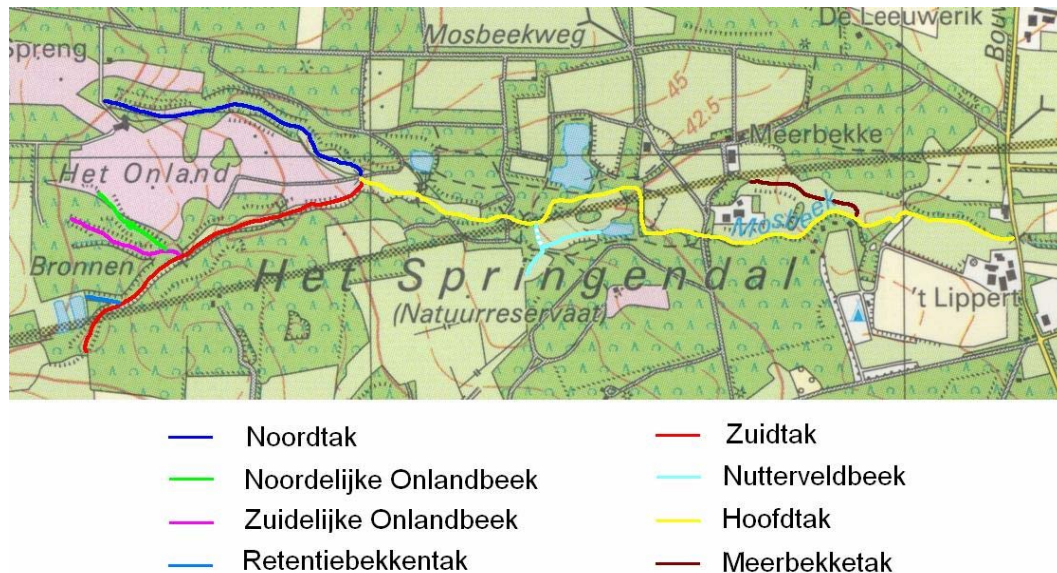 De Leeuwerik
Spreng
Mosbeekweg
Bouw
45
42.5
Meerbekke
Het Onland
Mosbeek
Bronnen
Het Springendal
(Natuurreservaat)
't Lippert
Noordtak
Zuidtak
Noordelijke Onlandbeek
Nutterveldbeek
Zuidelijke Onlandbeek
Hoofdtak
Retentiebekkentak
Meerbekketak